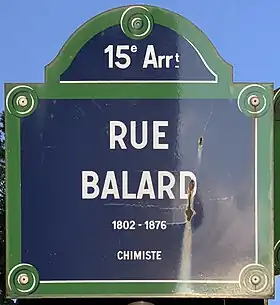 15e Arrt
RUE
BALARD
1802 - 1876
CHIMISTE